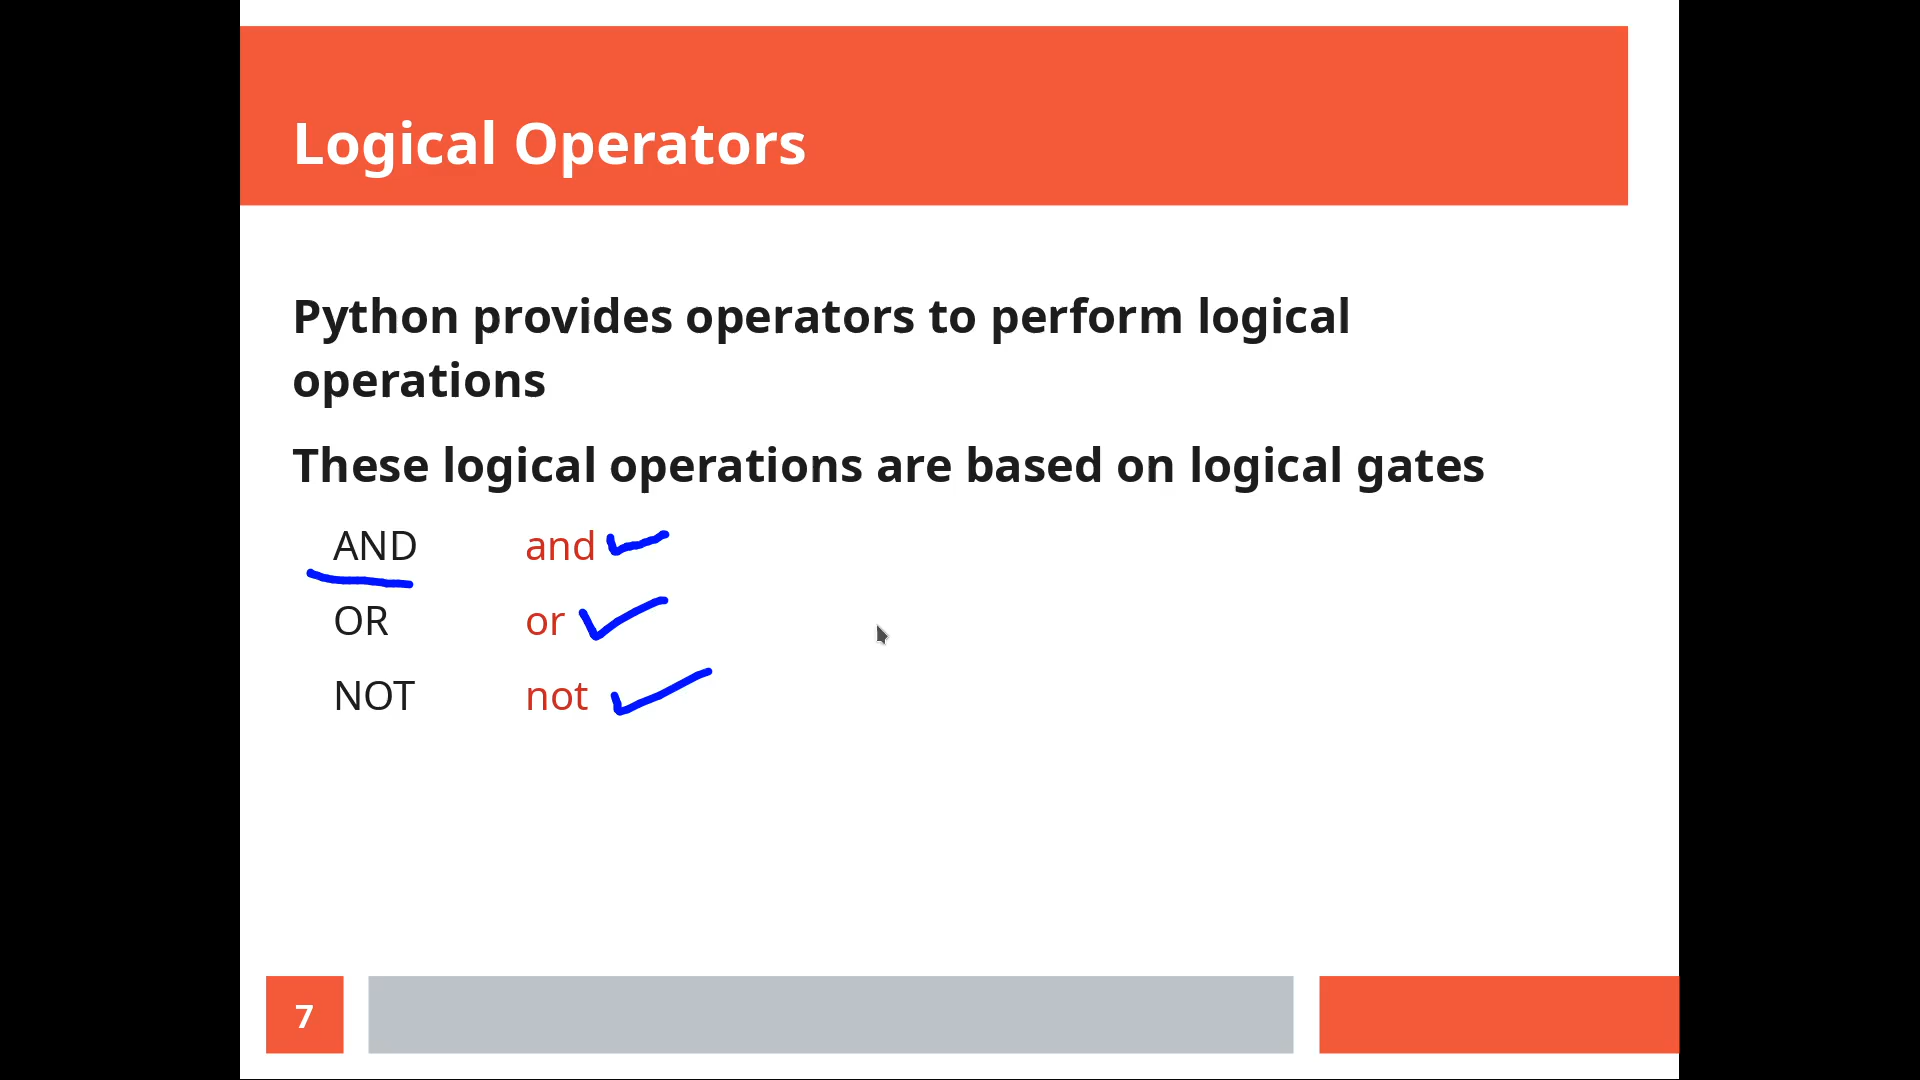 Logical Operators
Python provides operators to perform logical
operations
These logical operations are based on logical gates
AND and
OR or
NOT not
7